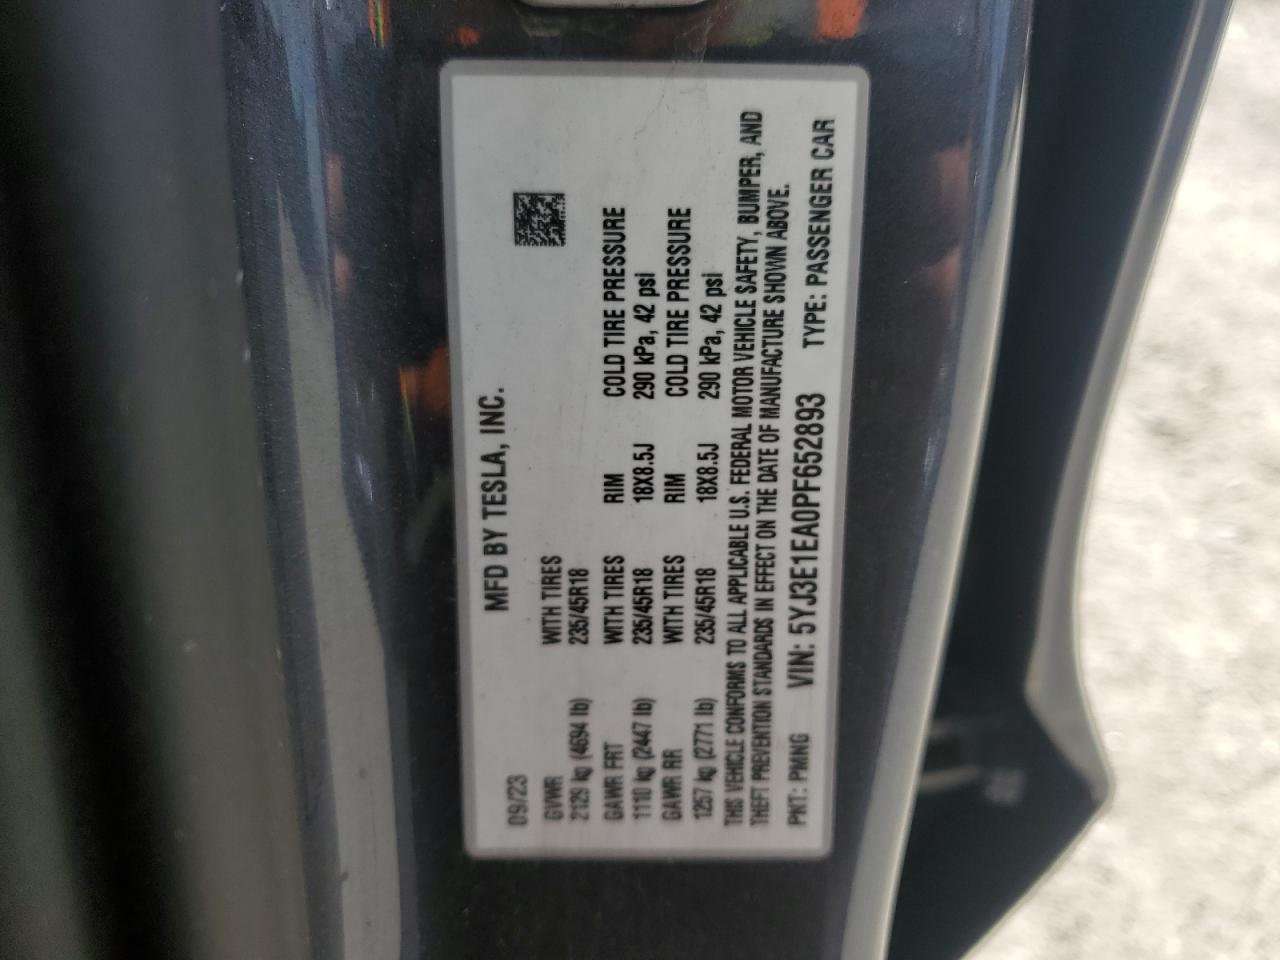 MFD BY TESLA, INC.
09/23
GVWR WITH TIRES
2129 kg (4694 lb) 235/45R18
GAWR FRT WITH TIRES RIM COLD TIRE PRESSURE
1110 kg (2447 lb) 235/45R18 18X8.5J 290 kPa, 42 psi
GAWR RR WITH TIRES RIM COLD TIRE PRESSURE
1257 kg (2771 lb) 235/45R18 18X8.5J 290 kPa, 42 psi
THIS VEHICLE CONFORMS TO ALL APPLICABLE U.S. FEDERAL MOTOR VEHICLE SAFETY, BUMPER, AND
THEFT PREVENTION STANDARDS IN EFFECT ON THE DATE OF MANUFACTURE SHOWN ABOVE.
PNT: PMNG VIN: 5YJ3E1EA0PF652893 TYPE: PASSENGER CAR